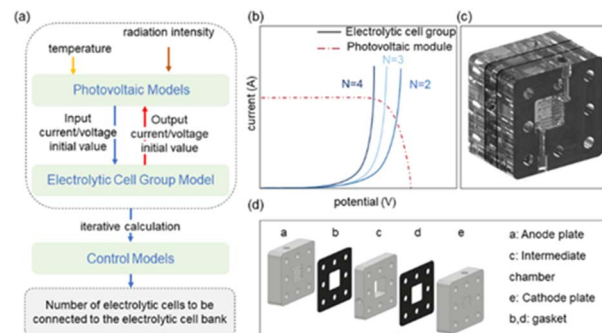 (a)
temperature
radiation intensity
Photovoltaic Models
Input
current/voltage
initial value
Output
current/voltage
initial value
Electrolytic Cell Group Model
iterative calculation
Control Models
Number of electrolytic cells to be
connected to the electrolytic cell bank
(b)
Electrolytic cell group
Photovoltaic module
N=3
N=4
N=2
current (A)
potential (V)
(c)
(d)
a
b
c
d
e
a: Anode plate
c: Intermediate
chamber
e: Cathode plate
b,d: gasket